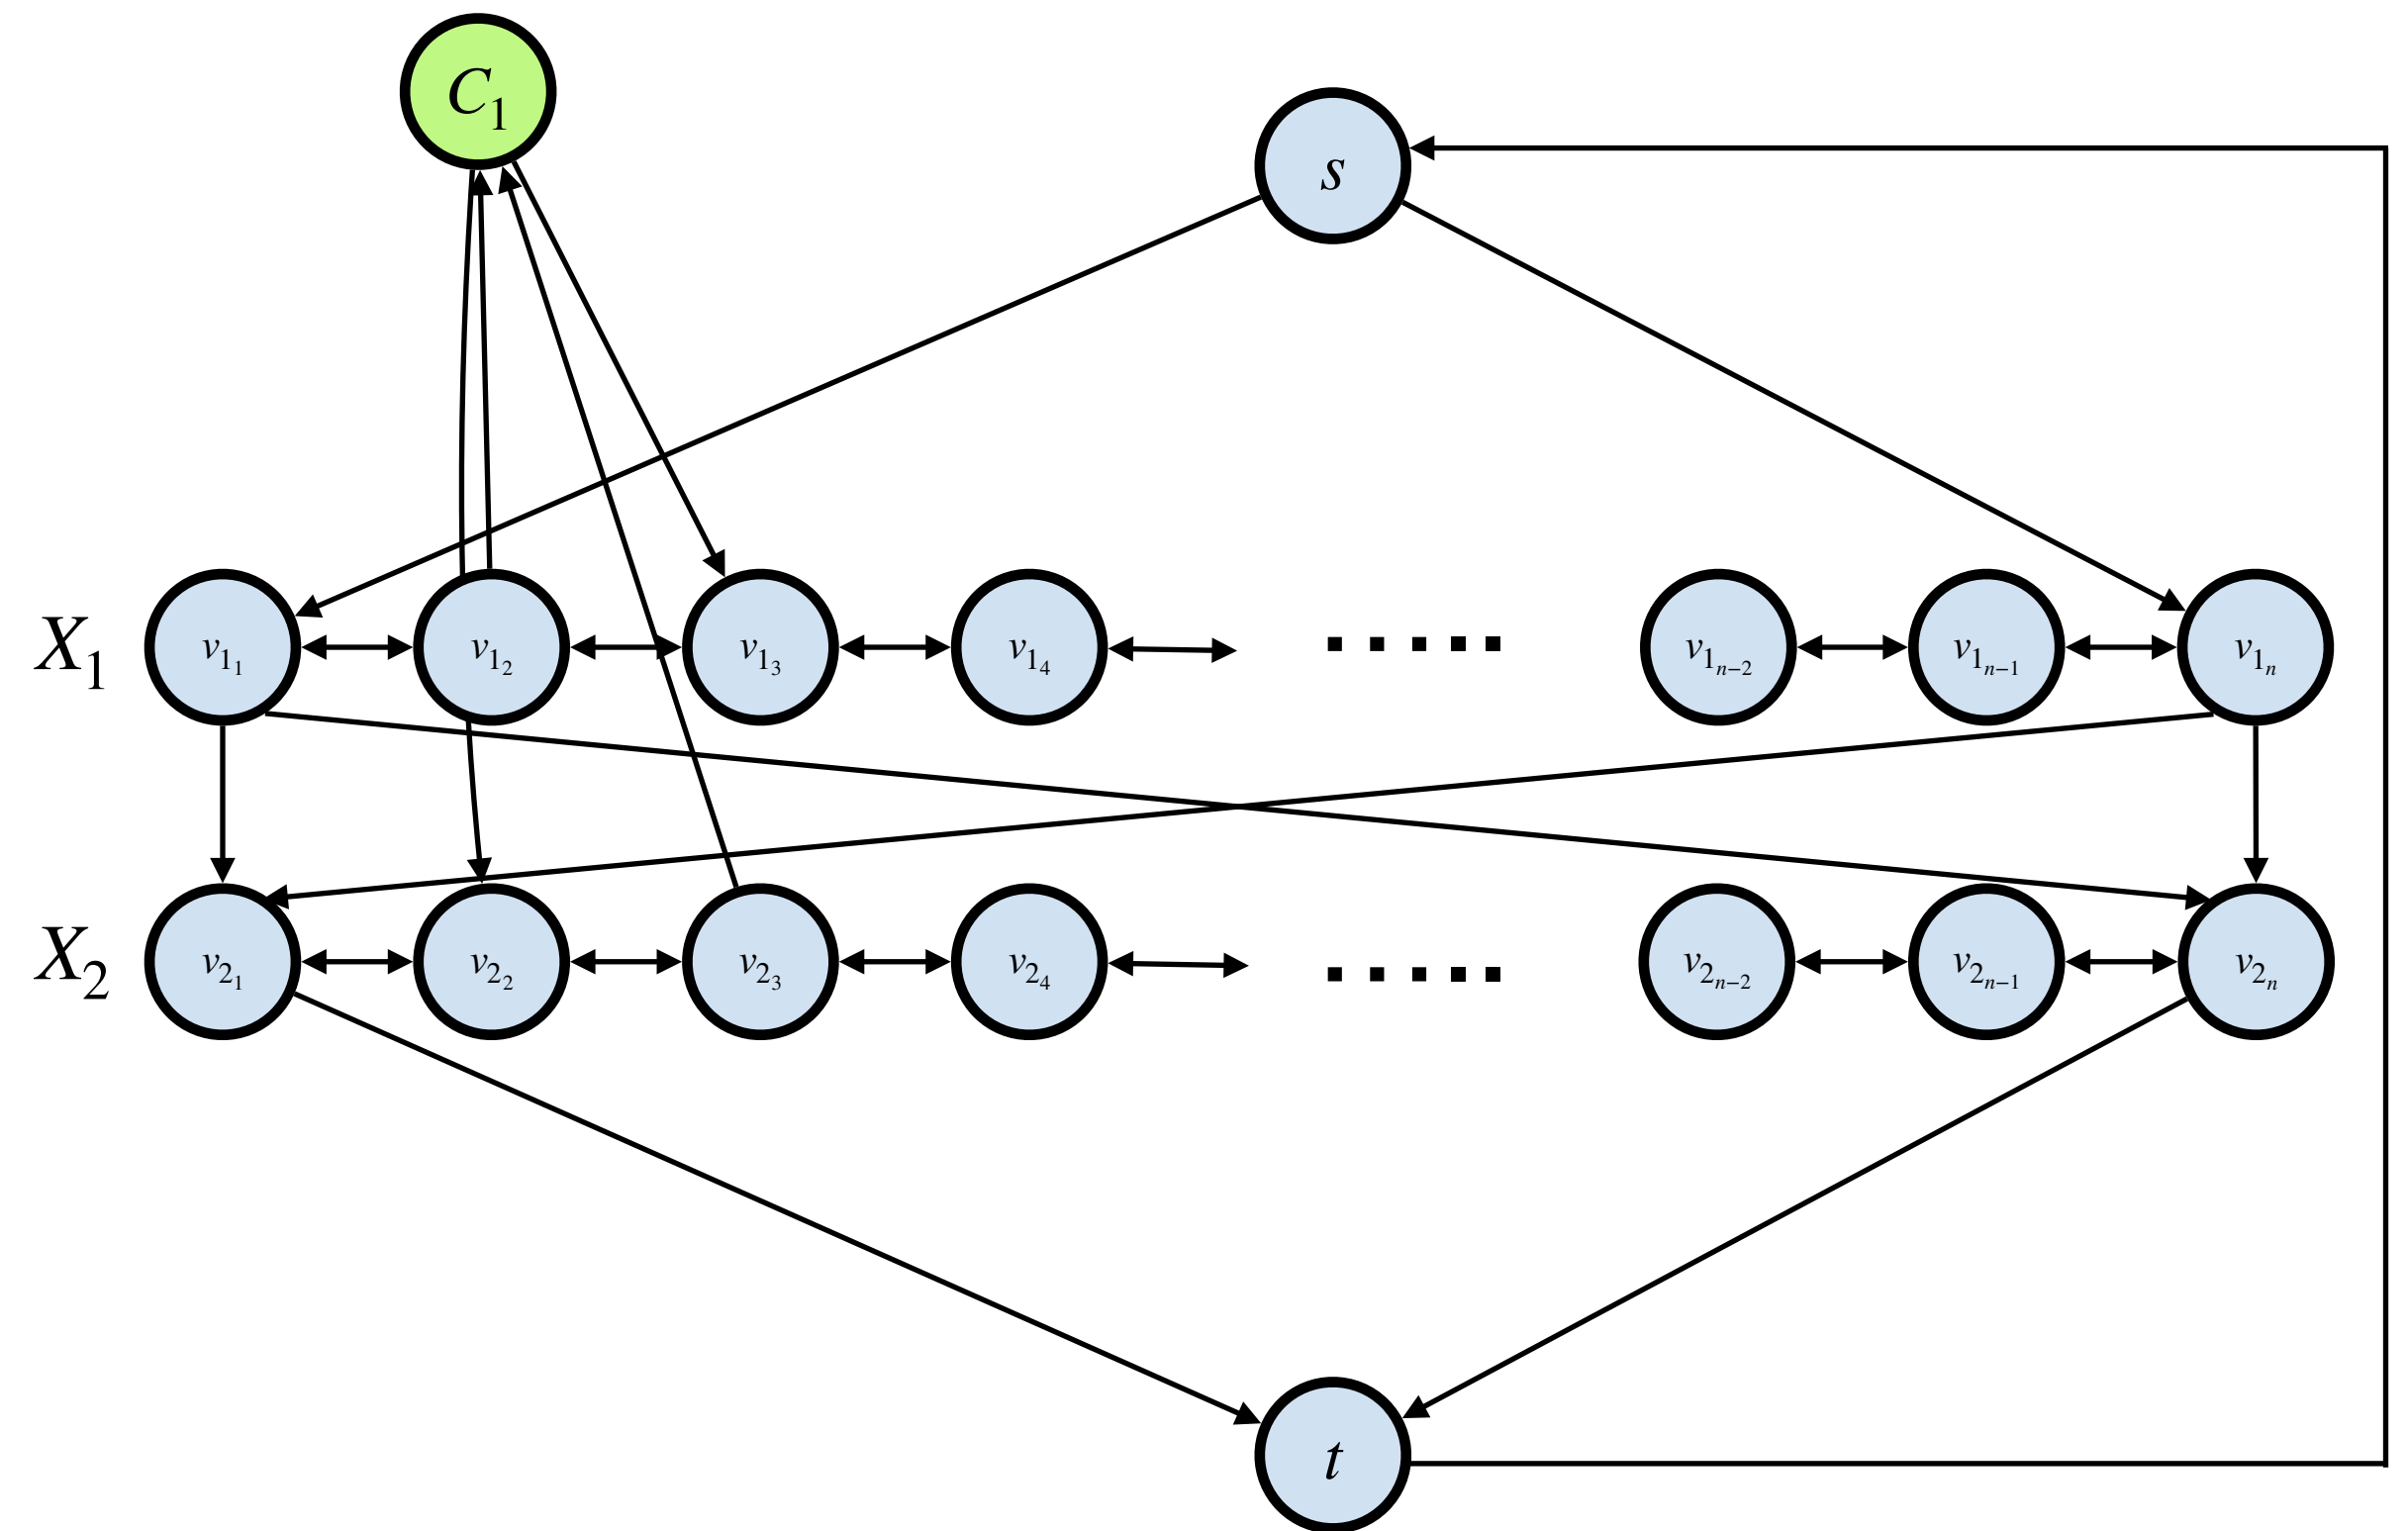 C₁
s
X₁ v₁₁ v₁₂ v₁₃ v₁₄ ..... v₁ₙ₋₂ v₁ₙ₋₁ v₁ₙ
X₂ v₂₁ v₂₂ v₂₃ v₂₄ ..... v₂ₙ₋₂ v₂ₙ₋₁ v₂ₙ
t